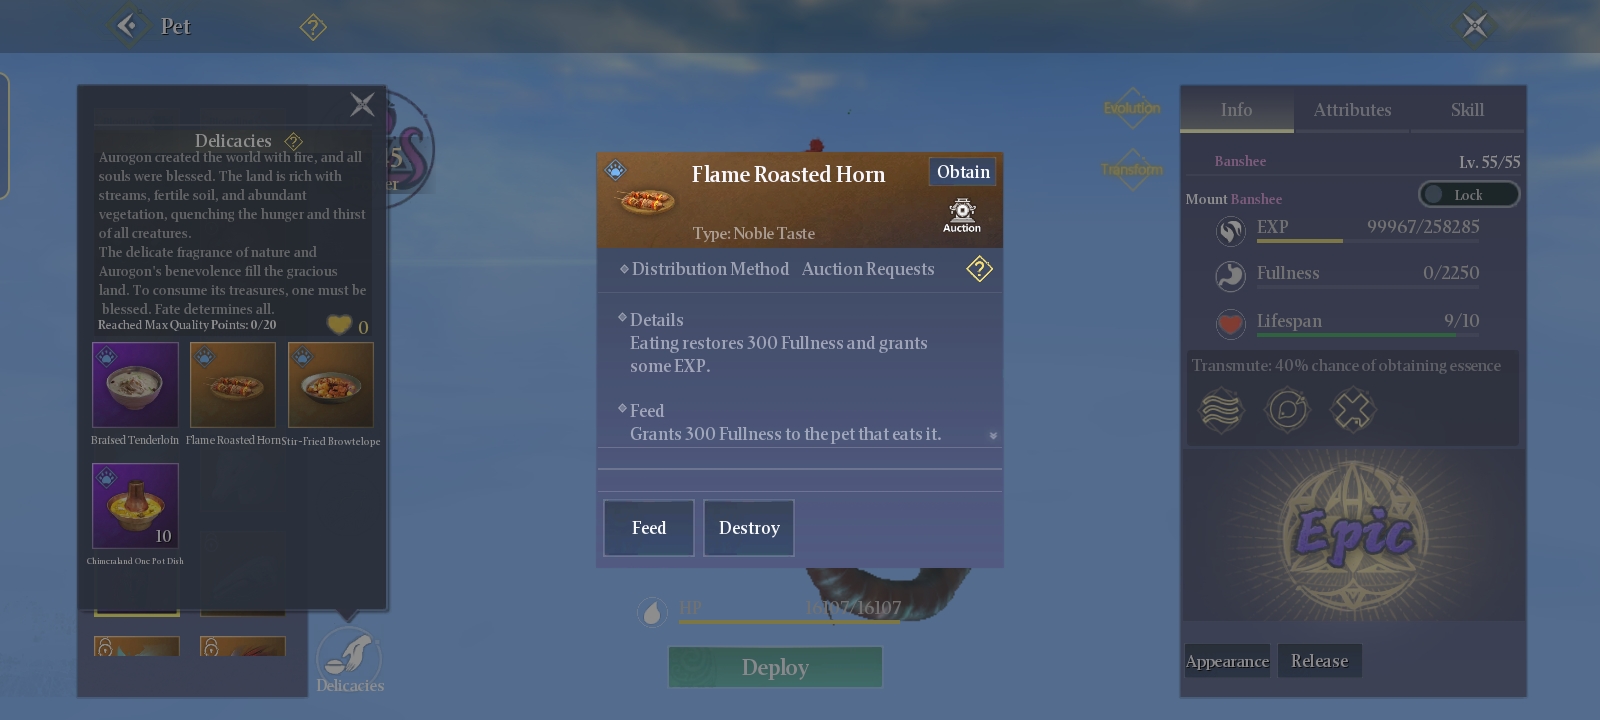 Pet
Delicacies
Aurogon created the world with fire, and all
souls were blessed. The land is rich with
streams, fertile soil, and abundant
vegetation, quenching the hunger and thirst
of all creatures.
The delicate fragrance of nature and
Aurogon's benevolence fill the gracious
land. To consume its treasures, one must be
blessed. Fate determines all.
Reached Max Quality Points: 0/20
0
Braised Tenderloin
Flame Roasted Horn
Stir-Fried Browtelope
10
Chimeraland One Pot Dish
Delicacies
Flame Roasted Horn
Obtain
Type: Noble Taste
Auction
Distribution Method Auction Requests
Details
Eating restores 300 Fullness and grants
some EXP.
Feed
Grants 300 Fullness to the pet that eats it.
Feed
Destroy
HP 16107/16107
Deploy
Evolution
Transform
Info
Attributes
Skill
Banshee
Lv. 55/55
Mount Banshee
Lock
EXP 99967/258285
Fullness 0/2250
Lifespan 9/10
Transmute: 40% chance of obtaining essence
Epic
Appearance
Release